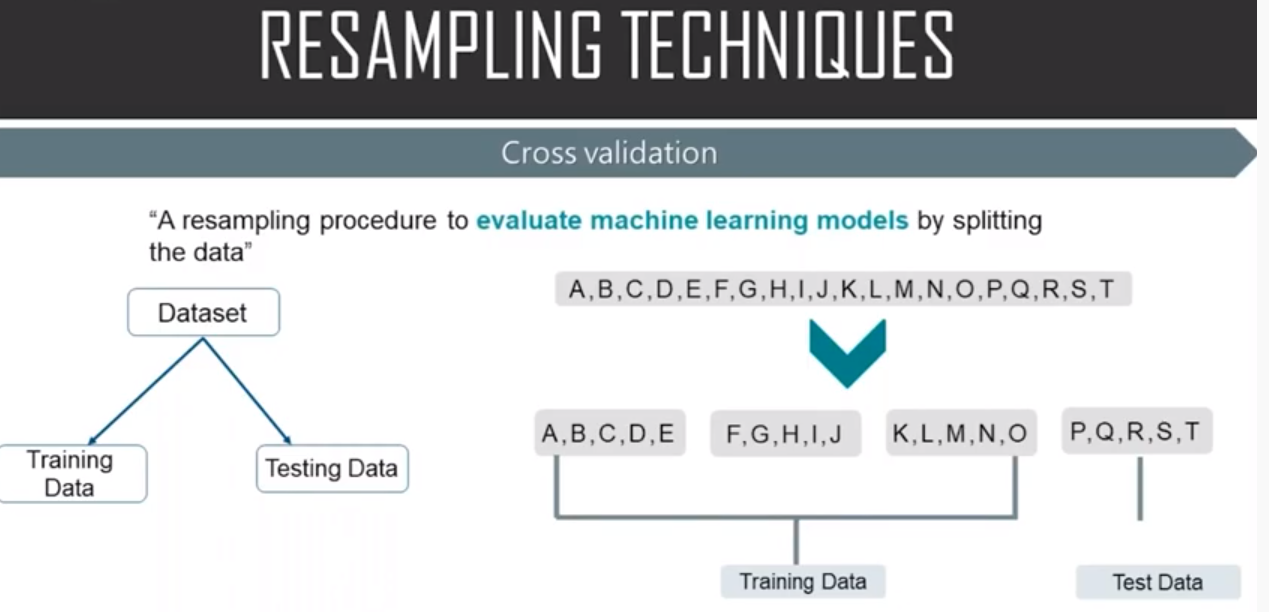 RESAMPLING TECHNIQUES
Cross validation
“A resampling procedure to evaluate machine learning models by splitting
the data”
Dataset
Training
Data
Testing Data
A,B,C,D,E,F,G,H,I,J,K,L,M,N,O,P,Q,R,S,T
A,B,C,D,E
F,G,H,I,J
K,L,M,N,O
P,Q,R,S,T
Training Data
Test Data